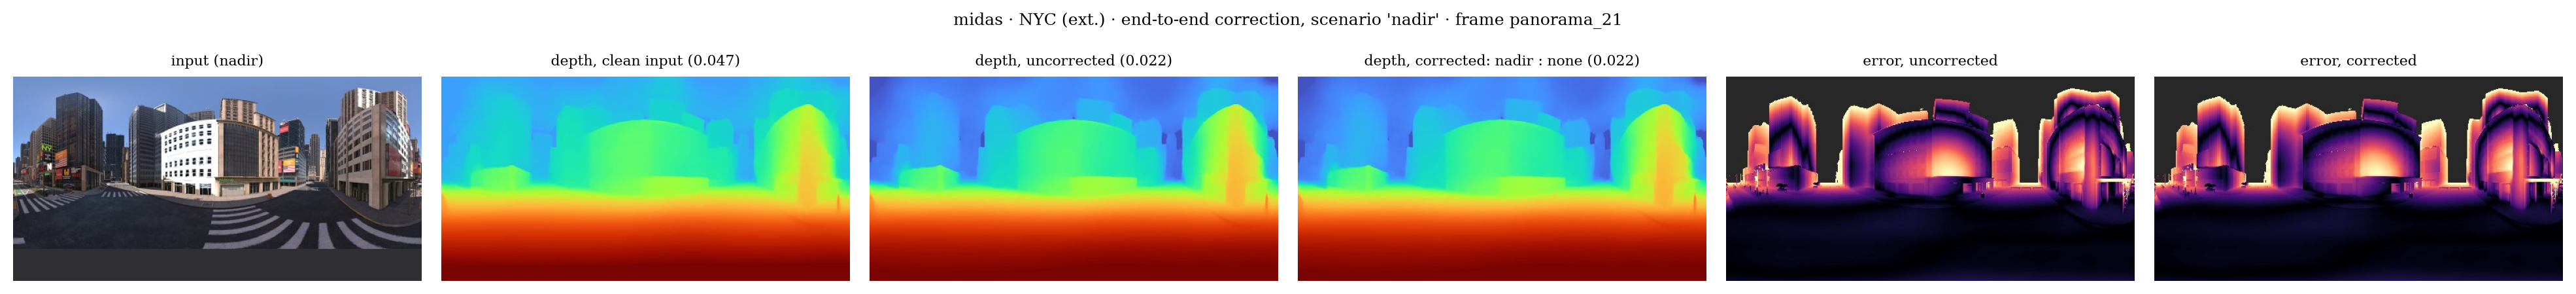 midas · NYC (ext.) · end-to-end correction, scenario 'nadir' · frame panorama_21
input (nadir)
depth, clean input (0.047)
depth, uncorrected (0.022)
depth, corrected: nadir : none (0.022)
error, uncorrected
error, corrected